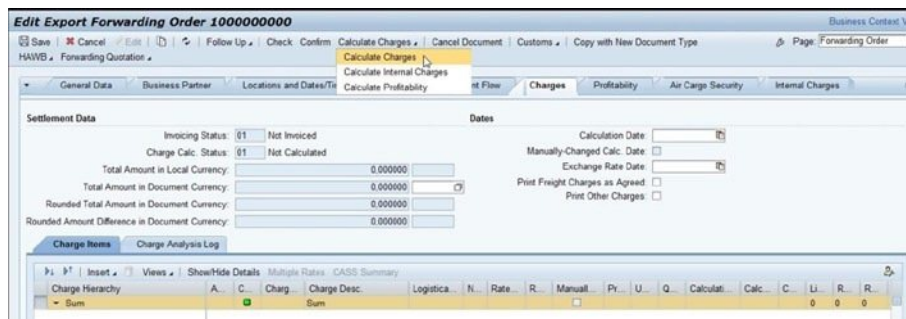 Edit Export Forwarding Order 1000000000
Business Context V
Save Cancel Edit Follow Up Check Confirm Calculate Charges Cancel Document Customs Copy with New Document Type Page: Forwarding Order
HAWB Forwarding Quotation
Calculate Charges
Calculate Internal Charges
Calculate Profitability
General Data Business Partner Locations and Dates/Ti nt Flow Charges Profitability Air Cargo Security Internal Charges
Settlement Data Dates
Invoicing Status: 01 Not Invoiced Calculation Date:
Charge Calc. Status: 01 Not Calculated Manually-Changed Calc. Date:
Total Amount in Local Currency: 0,000000 Exchange Rate Date:
Total Amount in Document Currency: 0,000000 Print Freight Charges as Agreed:
Rounded Total Amount in Document Currency: 0,000000 Print Other Charges:
Rounded Amount Difference in Document Currency: 0,000000
Charge Items Charge Analysis Log
Insert Views Show/Hide Details Multiple Rates CASS Summary
Charge Hierarchy A... C... Charg... Charge Desc. Logistica... N... Rate... R... Manuall... Pr... U... Q... Calculati... Calc... C... Li... R... R...
Sum Sum 0 0 0